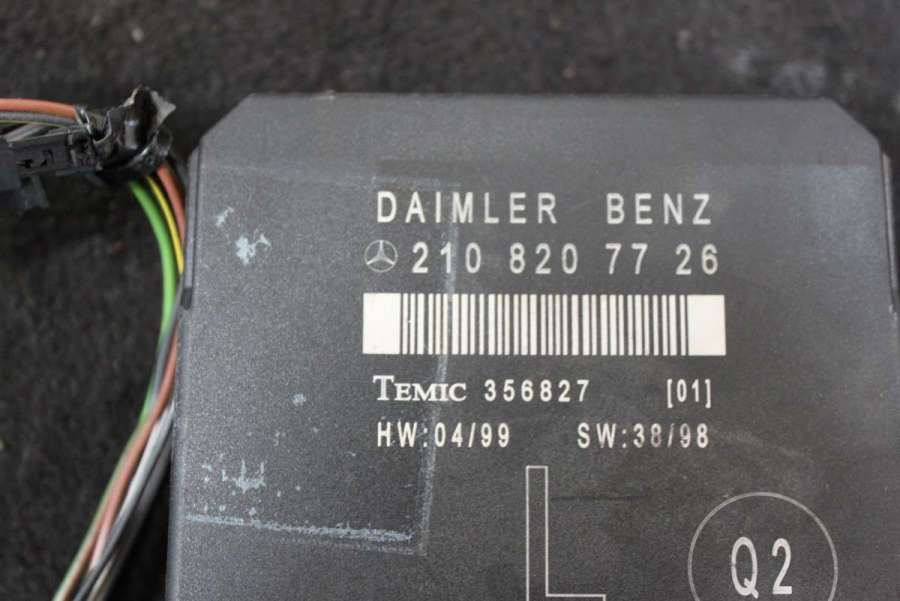 DAIMLER BENZ
210 820 77 26
TEMIC 356827 [01]
HW:04/99 SW:38/98
L
Q2